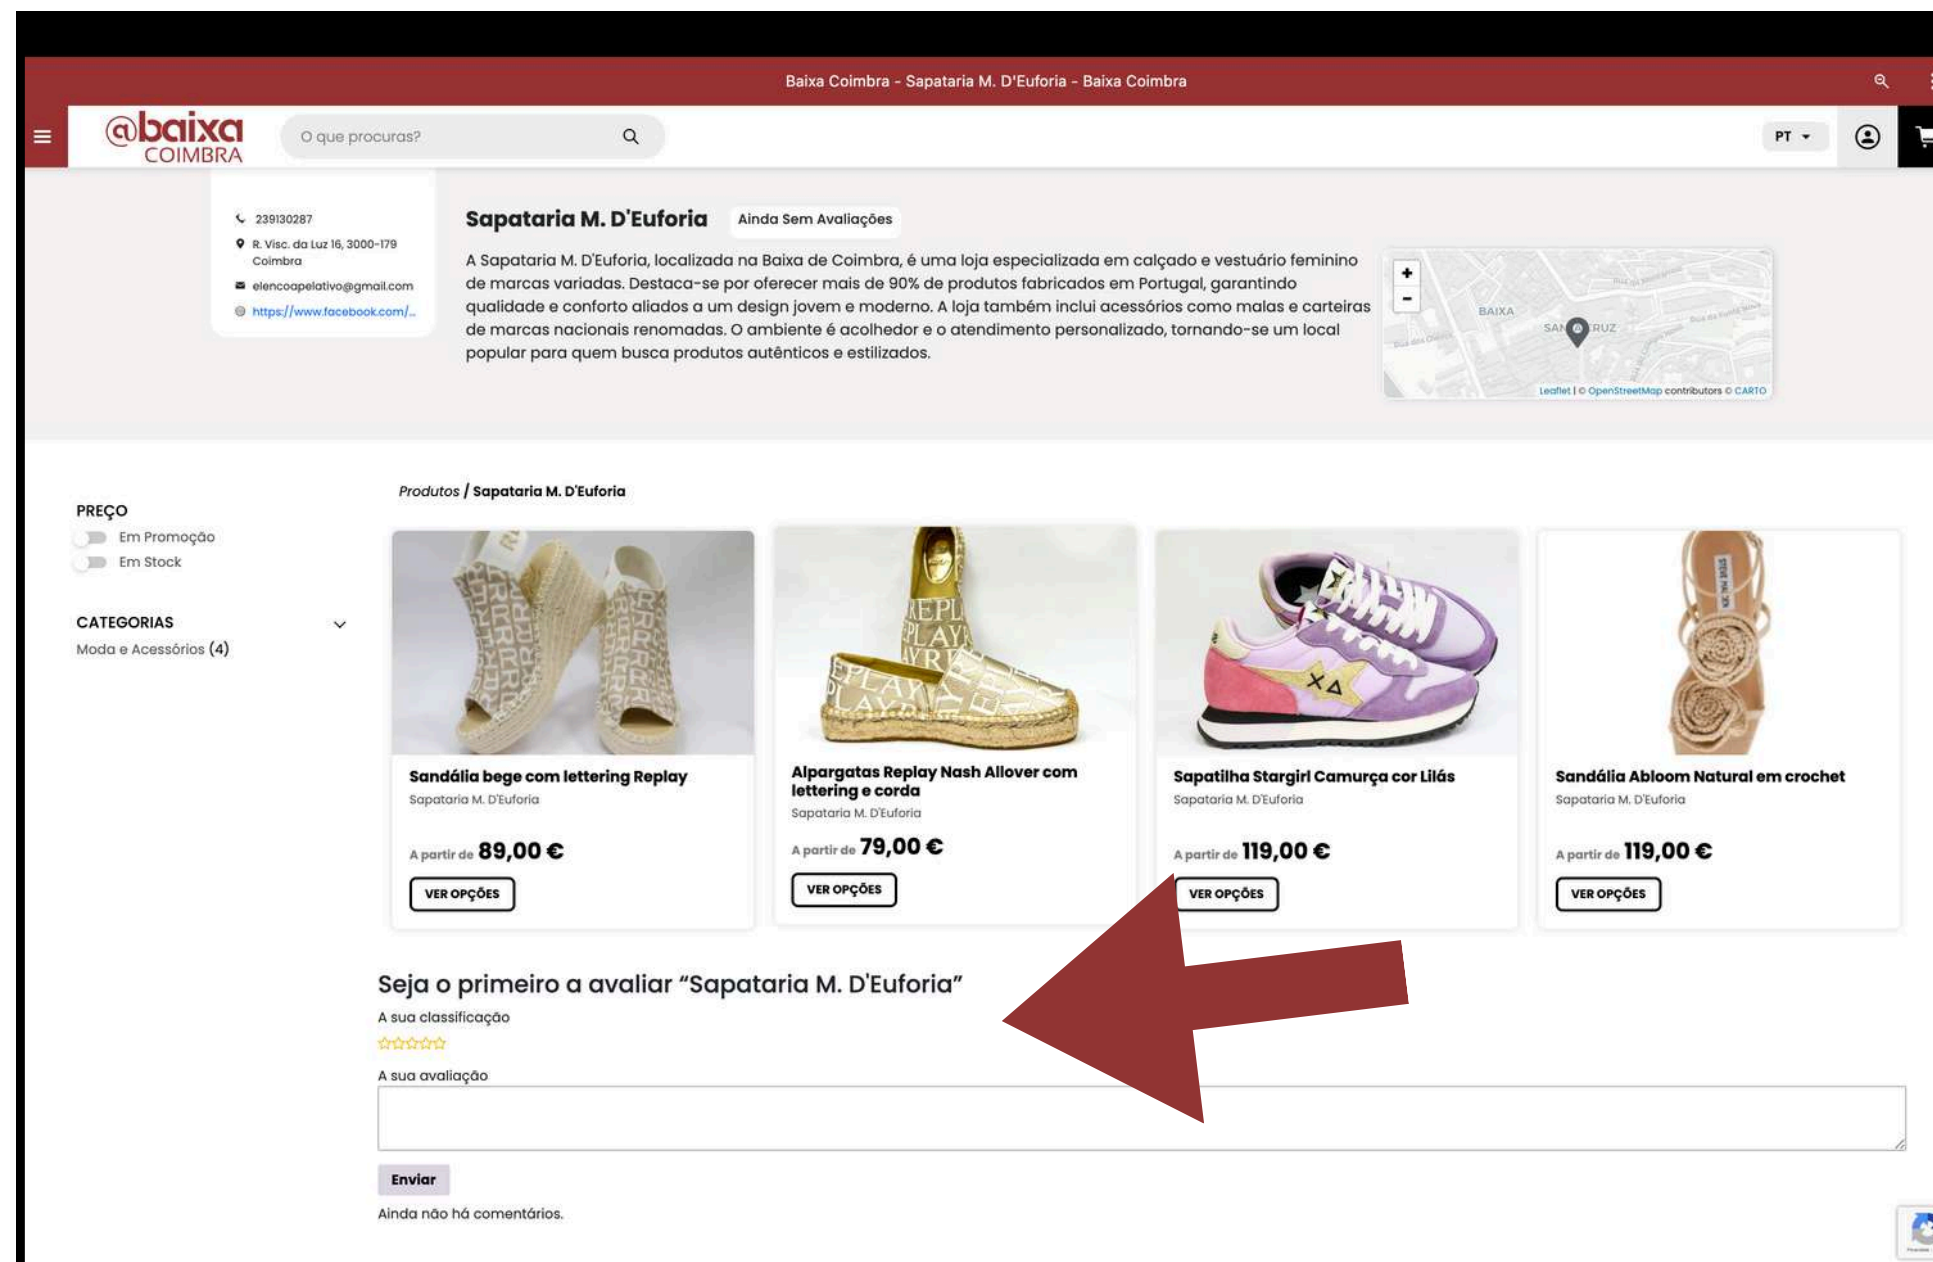 Baixa Coimbra - Sapataria M. D'Euforia - Baixa Coimbra
@baixa
COIMBRA
O que procuras?
PT
239130287
R. Visc. da Luz 16, 3000-179
Coimbra
elencoapelativo@gmail.com
https://www.facebook.com/...
Sapataria M. D'Euforia
Ainda Sem Avaliações
A Sapataria M. D'Euforia, localizada na Baixa de Coimbra, é uma loja especializada em calçado e vestuário feminino
de marcas variadas. Destaca-se por oferecer mais de 90% de produtos fabricados em Portugal, garantindo
qualidade e conforto aliados a um design jovem e moderno. A loja também inclui acessórios como malas e carteiras
de marcas nacionais renomadas. O ambiente é acolhedor e o atendimento personalizado, tornando-se um local
popular para quem busca produtos autênticos e estilizados.
+
-
BAIXA
Leaflet | © OpenStreetMap contributors © CARTO
PREÇO
Em Promoção
Em Stock
CATEGORIAS
Moda e Acessórios (4)
Produtos / Sapataria M. D'Euforia
Sandália bege com lettering Replay
Sapataria M. D'Euforia
A partir de 89,00 €
VER OPÇÕES
Alpargatas Replay Nash Allover com
lettering e corda
Sapataria M. D'Euforia
A partir de 79,00 €
VER OPÇÕES
Sapatilha Stargirl Camurça cor Lilás
Sapataria M. D'Euforia
A partir de 119,00 €
VER OPÇÕES
STEVE MADDEN
Sandália Abloom Natural em crochet
Sapataria M. D'Euforia
A partir de 119,00 €
VER OPÇÕES
Seja o primeiro a avaliar “Sapataria M. D'Euforia”
A sua classificação
A sua avaliação
Enviar
Ainda não há comentários.